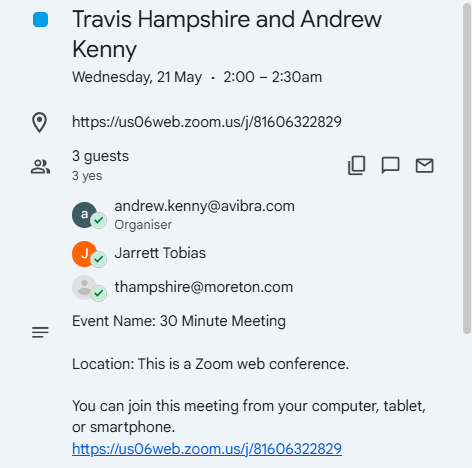 Travis Hampshire and Andrew
Kenny
Wednesday, 21 May · 2:00 – 2:30am
https://us06web.zoom.us/j/81606322829
3 guests
3 yes
a
andrew.kenny@avibra.com
Organiser
J
Jarrett Tobias
thampshire@moreton.com
Event Name: 30 Minute Meeting
Location: This is a Zoom web conference.
You can join this meeting from your computer, tablet,
or smartphone.
https://us06web.zoom.us/j/81606322829